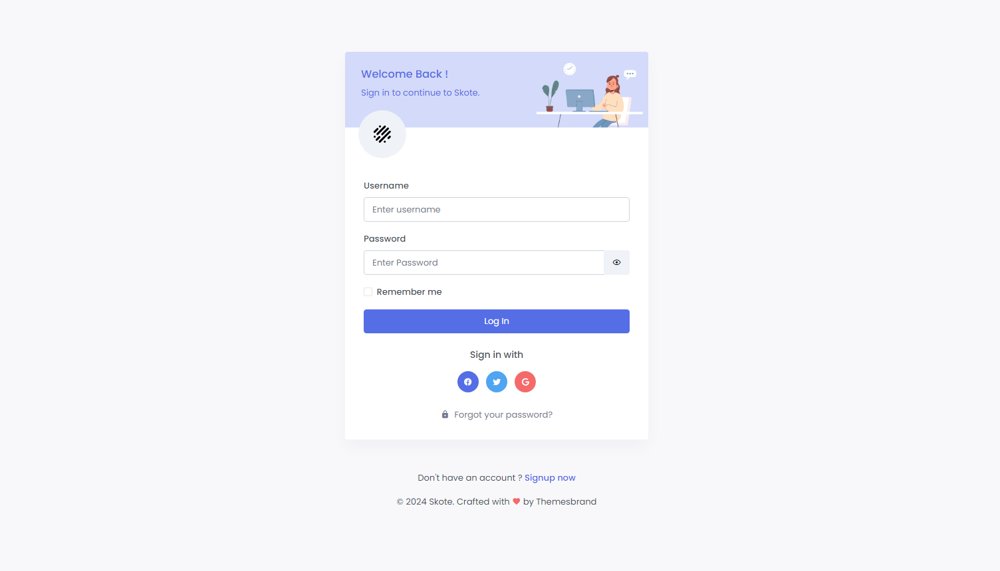 Welcome Back !
Sign in to continue to Skote.
Username
Enter username
Password
Enter Password
Remember me
Log In
Sign in with
Forgot your password?
Don't have an account ? Signup now
© 2024 Skote. Crafted with ❤ by Themesbrand